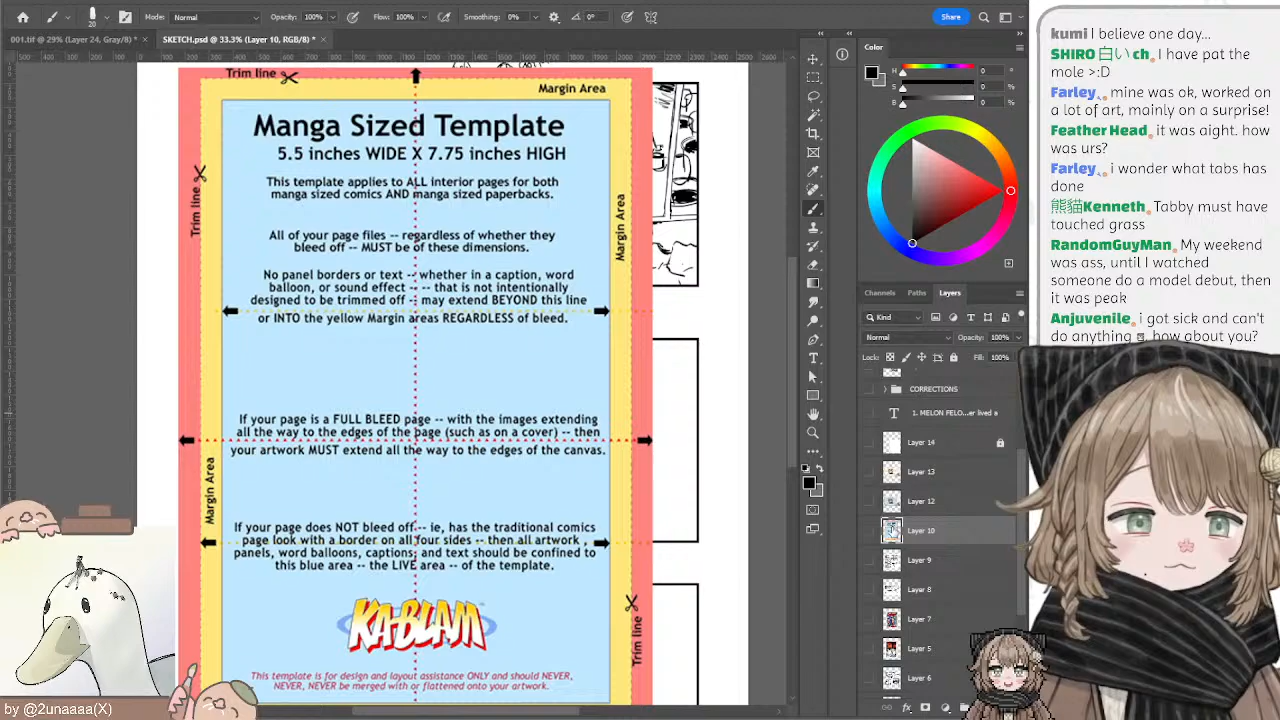 Mode: Normal Opacity: 100% Flow: 100% Smoothing: 0% 0° Share
20
001.tif @ 29% (Layer 24, Gray/8) * × SKETCH.psd @ 33.3% (Layer 10, RGB/8) * ×
Trim line
Margin Area
Manga Sized Template
5.5 inches WIDE X 7.75 inches HIGH
This template applies to ALL interior pages for both
manga sized comics AND manga sized paperbacks.
Trim line
Margin Area
All of your page files -- regardless of whether they
bleed off -- MUST be of these dimensions.
No panel borders or text -- whether in a caption, word
balloon, or sound effect -- -- that is not intentionally
designed to be trimmed off -- may extend BEYOND this line
or INTO the yellow Margin areas REGARDLESS of bleed.
If your page is a FULL BLEED page -- with the images extending
all the way to the edges of the page (such as on a cover) -- then
your artwork MUST extend all the way to the edges of the canvas.
Margin Area
If your page does NOT bleed off -- ie, has the traditional comics
page look with a border on all four sides -- then all artwork ,
panels, word balloons, captions, and text should be confined to
this blue area -- the LIVE area -- of the template.
KA-BLAM
Trim line
This template is for design and layout assistance ONLY and should NEVER,
NEVER, NEVER be merged with or flattened onto your artwork.
by @2unaaaa(X)
Color
H 0 °
S 0 %
B 0 %
Channels Paths Layers
Kind
Normal Opacity: 100%
Lock: Fill: 100%
CORRECTIONS
1. MELON FELO...er lived a
Layer 14
Layer 13
Layer 12
Layer 10
Layer 9
Layer 8
Layer 7
Layer 5
Layer 6
kumi I believe one day...
SHIRO 白い ch, I have pat the
mole >:D
Farley, mine was ok, worked on
a lot of art, mainly a surprise!
Feather Head, it was aight. how
was urs?
Farley, i wonder what tabs has
done
熊貓Kenneth, Tabby must have
touched grass
RandomGuyMan, My weekend
was ass, until I watched
someone a model debut, then
it was peak
Anjuvenile, i got sick and can't
do anything how about you?